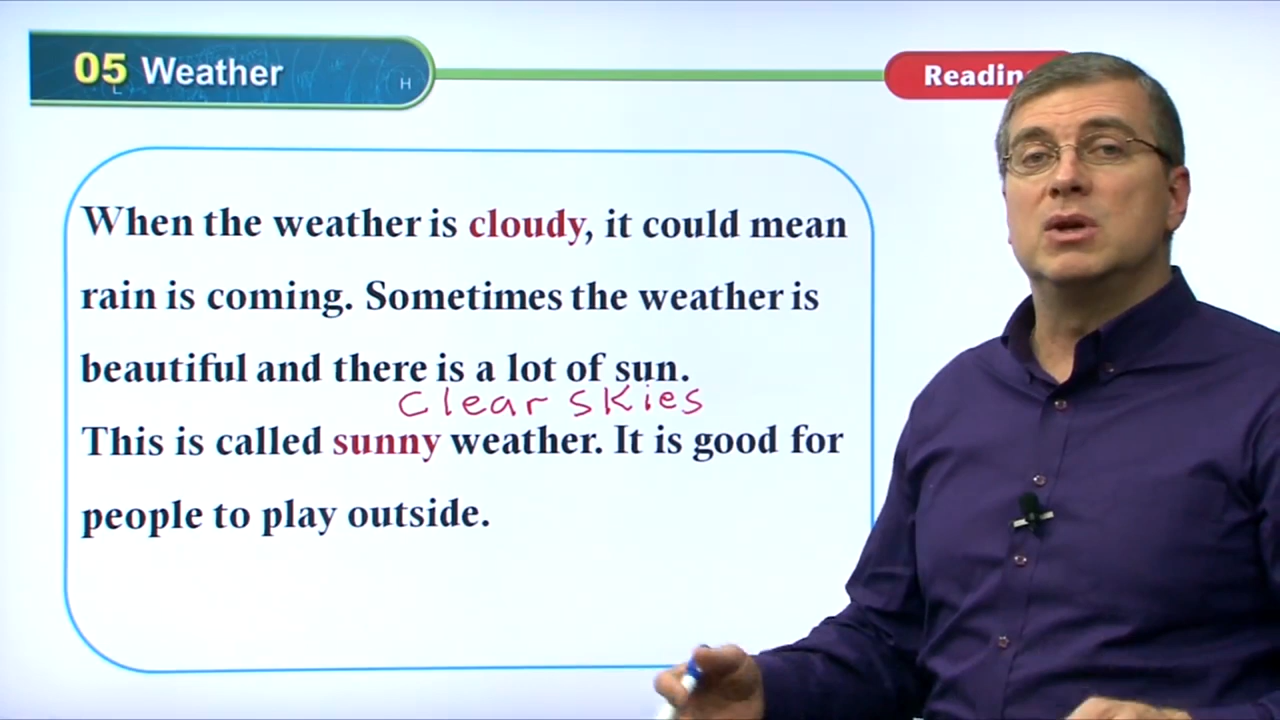 05 Weather
L
H
Readin
When the weather is cloudy, it could mean
rain is coming. Sometimes the weather is
beautiful and there is a lot of sun.
clear skies
This is called sunny weather. It is good for
people to play outside.